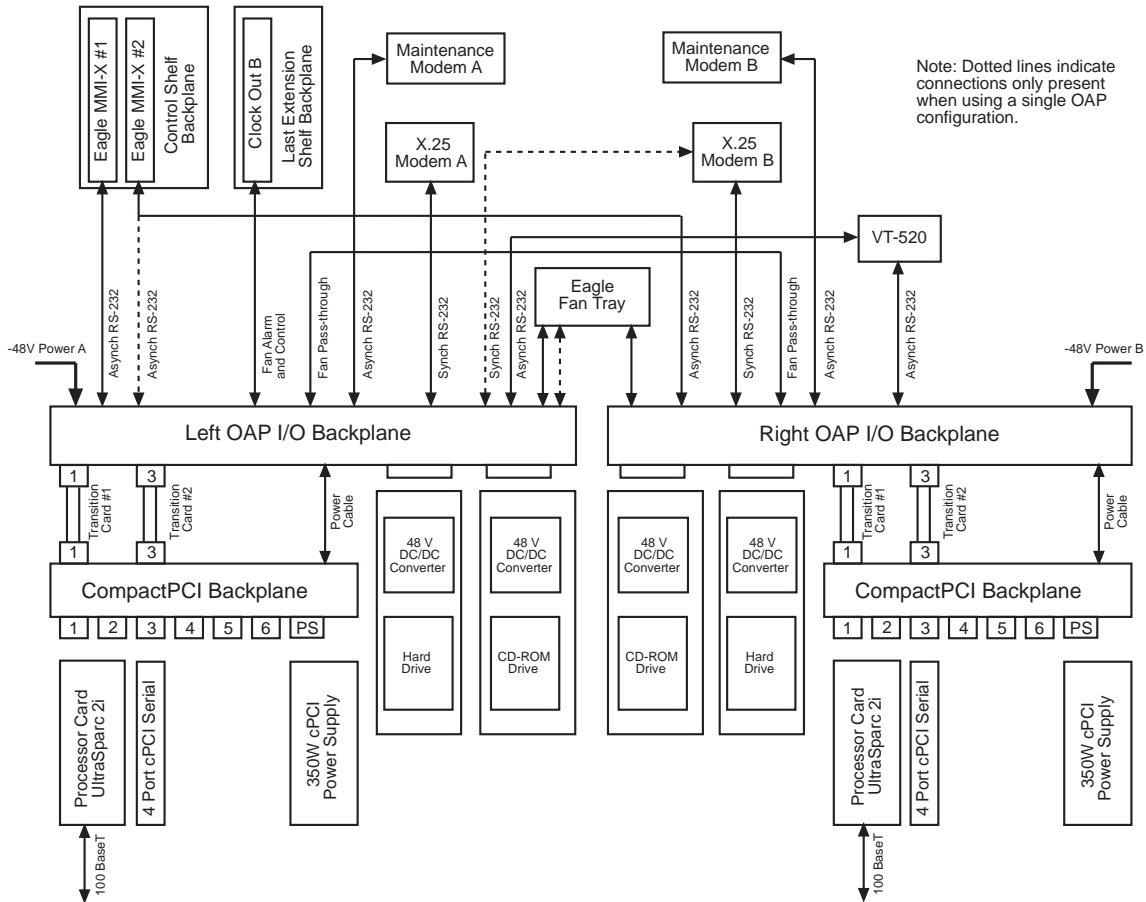 Eagle MMI-X #1
Eagle MMI-X #2
Control Shelf
Backplane
Clock Out B
Last Extension
Shelf Backplane
Maintenance
Modem A
Maintenance
Modem B
Note: Dotted lines indicate
connections only present
when using a single OAP
configuration.
X.25
Modem A
X.25
Modem B
VT-520
Eagle
Fan Tray
-48V Power A
Asynch RS-232
Asynch RS-232
Fan Alarm
and Control
Fan Pass-through
Asynch RS-232
Synch RS-232
Synch RS-232
Asynch RS-232
Asynch RS-232
Synch RS-232
Fan Pass-through
Asynch RS-232
Asynch RS-232
-48V Power B
Left OAP I/O Backplane
Right OAP I/O Backplane
1
3
Transition
Card #1
Transition
Card #2
Power
Cable
1
3
1
3
Transition
Card #1
Transition
Card #2
Power
Cable
1
3
CompactPCI Backplane
1 2 3 4 5 6 PS
48 V
DC/DC
Converter
48 V
DC/DC
Converter
48 V
DC/DC
Converter
48 V
DC/DC
Converter
CompactPCI Backplane
1 2 3 4 5 6 PS
Hard
Drive
CD-ROM
Drive
CD-ROM
Drive
Hard
Drive
Processor Card
UltraSparc 2i
4 Port cPCI Serial
350W cPCI
Power Supply
Processor Card
UltraSparc 2i
4 Port cPCI Serial
350W cPCI
Power Supply
100 BaseT
100 BaseT